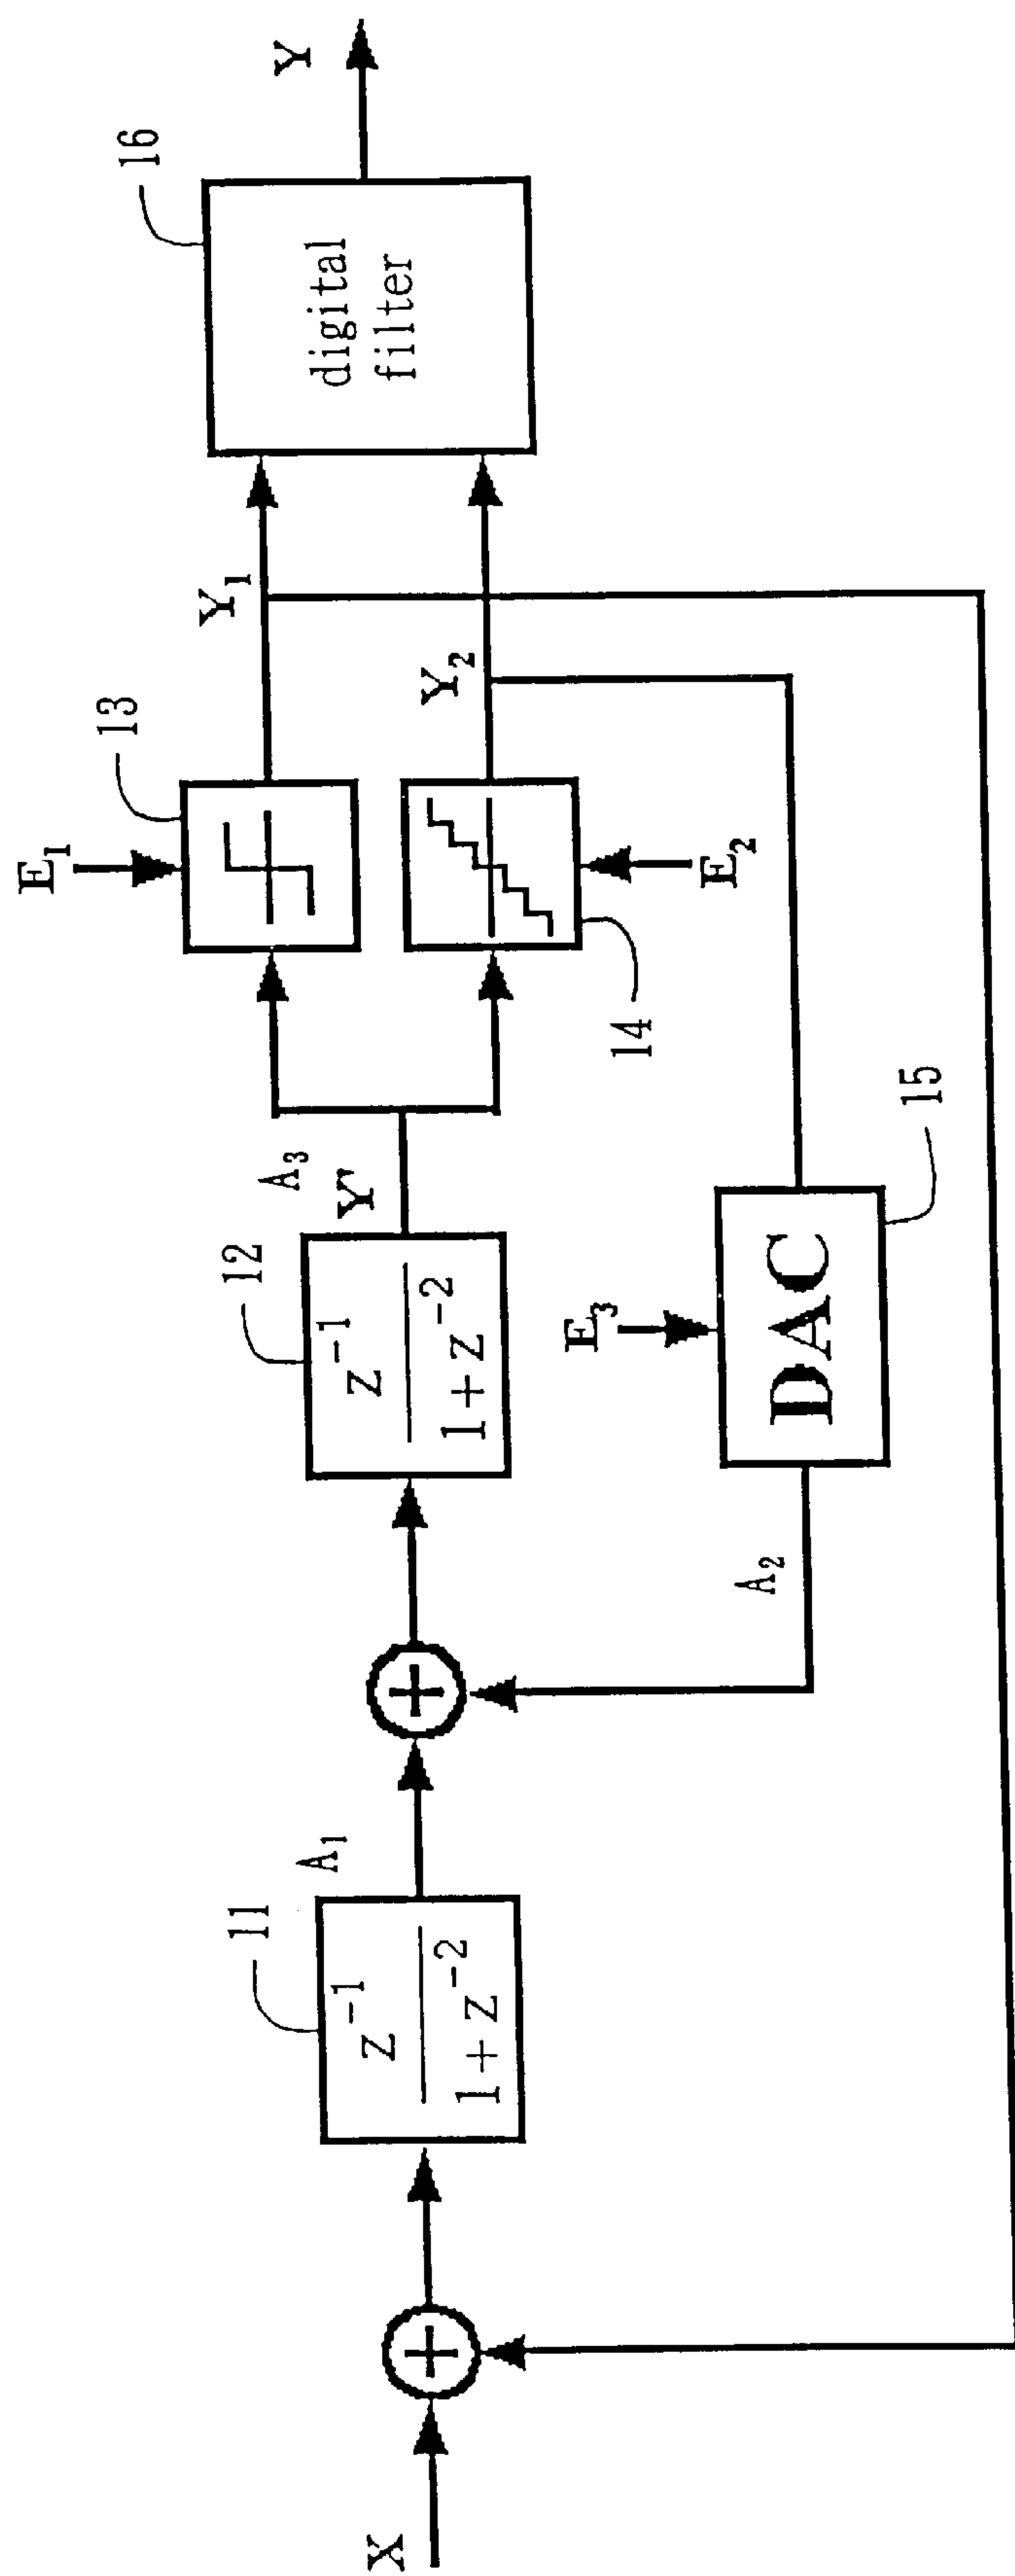 X
11
z⁻¹
1+z⁻²
A₁
12
z⁻¹
1+z⁻²
A₃
Y'
E₁
13
Y₁
14
E₂
Y₂
16
digital
filter
Y
A₂
E₃
DAC
15